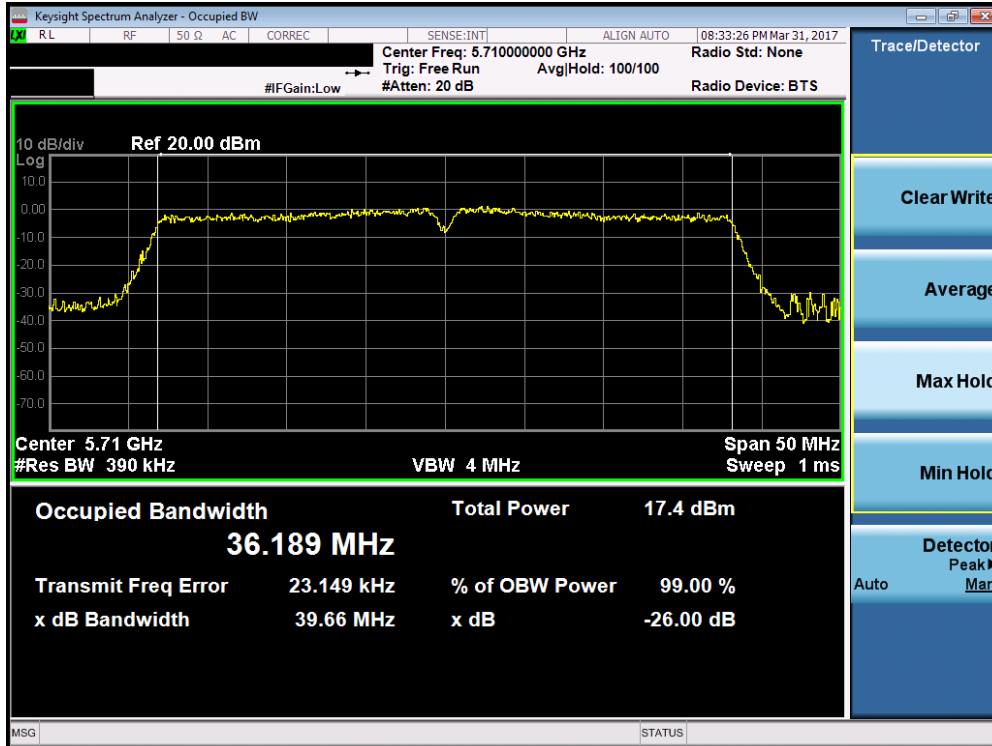 Keysight Spectrum Analyzer - Occupied BW
LXI RL RF 50 Ω AC CORREC SENSE:INT ALIGN AUTO 08:33:26 PM Mar 31, 2017
Center Freq: 5.710000000 GHz Radio Std: None
Trig: Free Run Avg|Hold: 100/100
#IFGain:Low #Atten: 20 dB Radio Device: BTS
10 dB/div Ref 20.00 dBm
Log
10.0
0.00
-10.0
-20.0
-30.0
-40.0
-50.0
-60.0
-70.0
Center 5.71 GHz Span 50 MHz
#Res BW 390 kHz VBW 4 MHz Sweep 1 ms
Occupied Bandwidth Total Power 17.4 dBm
36.189 MHz
Transmit Freq Error 23.149 kHz % of OBW Power 99.00 %
x dB Bandwidth 39.66 MHz x dB -26.00 dB
MSG STATUS
Trace/Detector
Clear Write
Average
Max Hold
Min Hold
Detector
Peak
Auto Man